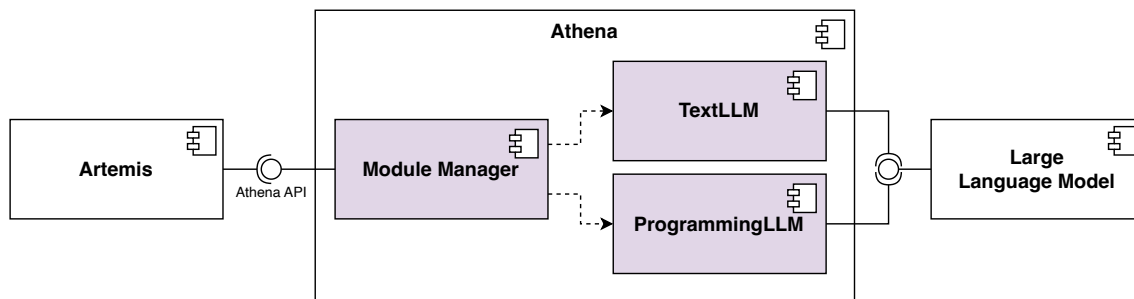 Athena
TextLLM
Artemis
Athena API
Module Manager
Large
Language Model
ProgrammingLLM